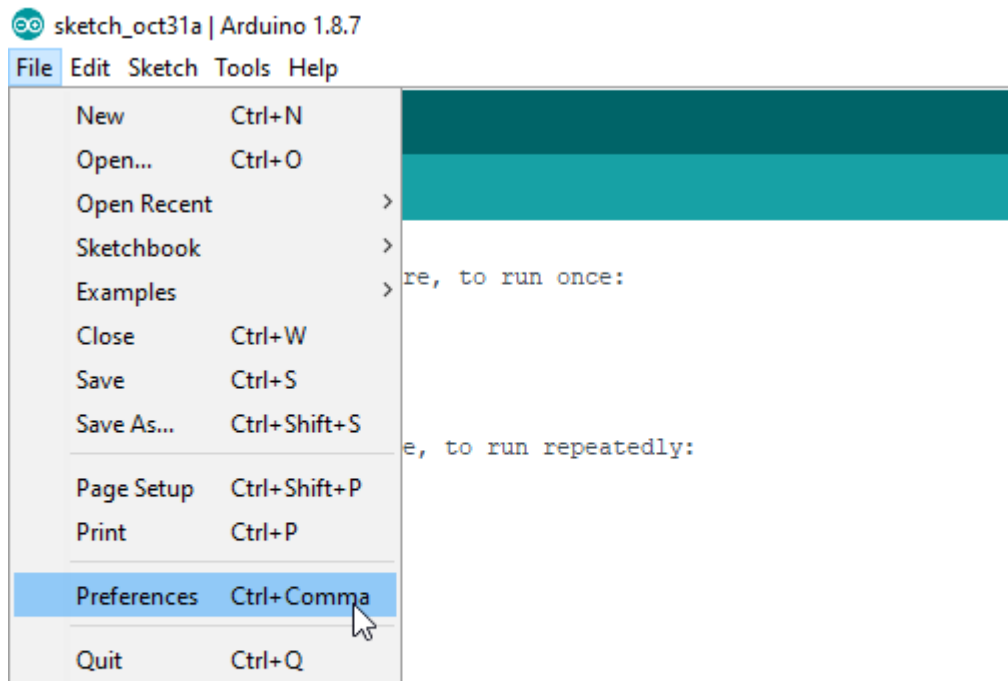 sketch_oct31a | Arduino 1.8.7
File Edit Sketch Tools Help
New Ctrl+N
Open... Ctrl+O
Open Recent >
Sketchbook >
Examples >
re, to run once:
Close Ctrl+W
Save Ctrl+S
Save As... Ctrl+Shift+S
e, to run repeatedly:
Page Setup Ctrl+Shift+P
Print Ctrl+P
Preferences Ctrl+Comma
Quit Ctrl+Q